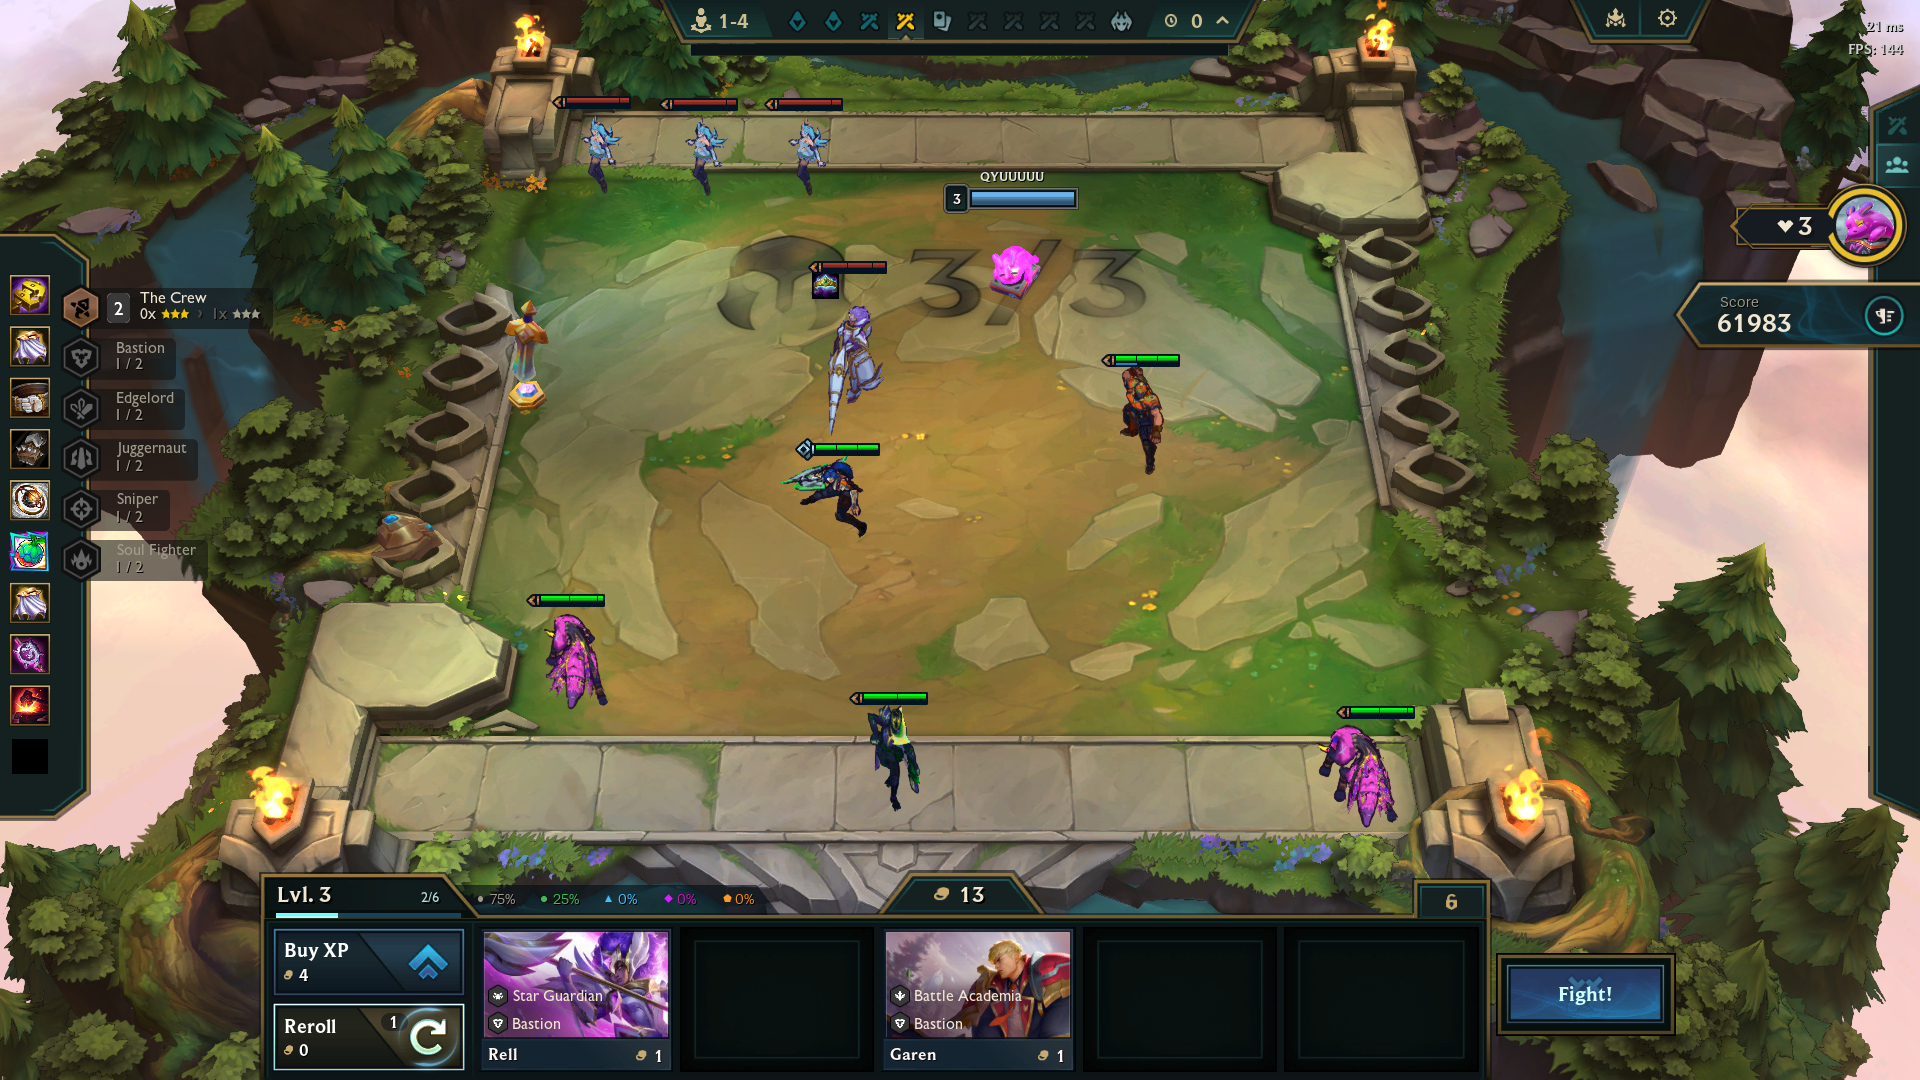 1-4
0
21 ms
FPS: 144
QYUUUUU
3
3/3
3
Score
61983
2
The Crew
0x
1x
Bastion
1 / 2
Edgelord
1 / 2
Juggernaut
1 / 2
Sniper
1 / 2
Soul Fighter
1 / 2
Lvl. 3
2/6
75%
25%
0%
0%
0%
13
6
Buy XP
4
Reroll
1
0
Star Guardian
Bastion
Rell
1
Battle Academia
Bastion
Garen
1
Fight!